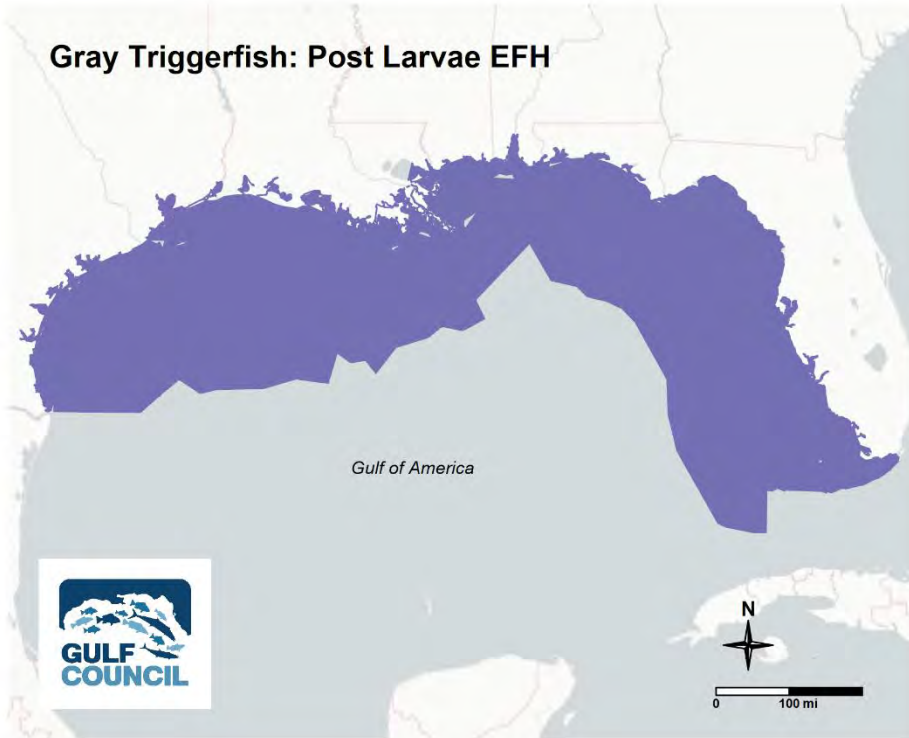 Gray Triggerfish: Post Larvae EFH
Gulf of America
GULF
COUNCIL
N
0 100 mi